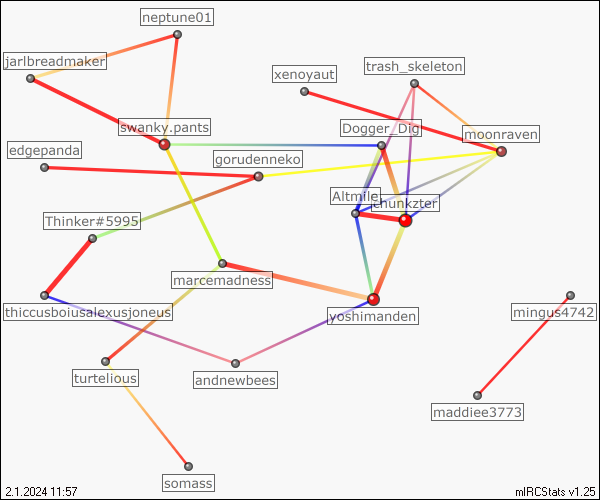 neptune01
jarlbreadmaker
trash_skeleton
xenoyaut
swanky.pants
Dogger_Dig
moonraven
edgepanda
gorudenneko
Altmile
chunkzter
Thinker#5995
marcemadness
thiccusboiusalexusjoneus
yoshimanden
mingus4742
turtelious
andnewbees
maddiee3773
somass
2.1.2024 11:57
mIRCStats v1.25